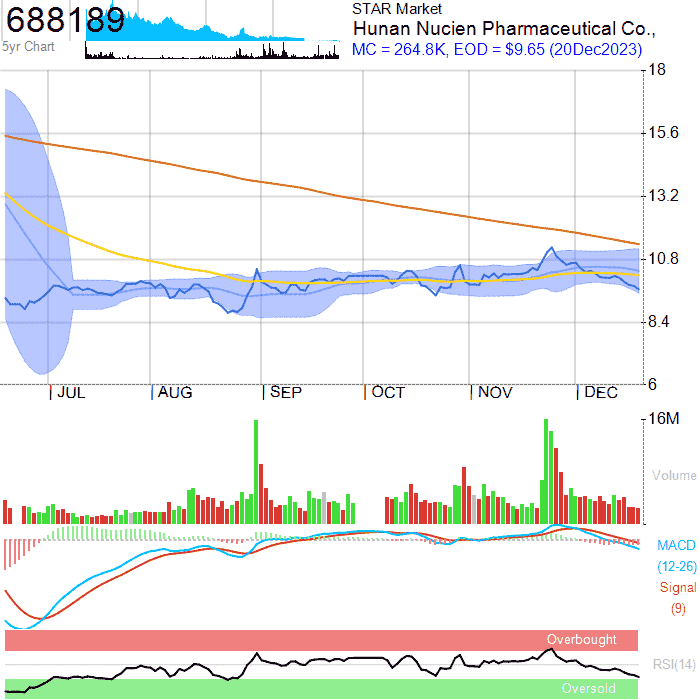 688189
5yr Chart
STAR Market
Hunan Nucien Pharmaceutical Co.,
MC = 264.8K, EOD = $9.65 (20Dec2023)
18
15.6
13.2
10.8
8.4
6
JUL
AUG
SEP
OCT
NOV
DEC
16M
Volume
MACD
(12-26)
Signal
(9)
Overbought
RSI(14)
Oversold